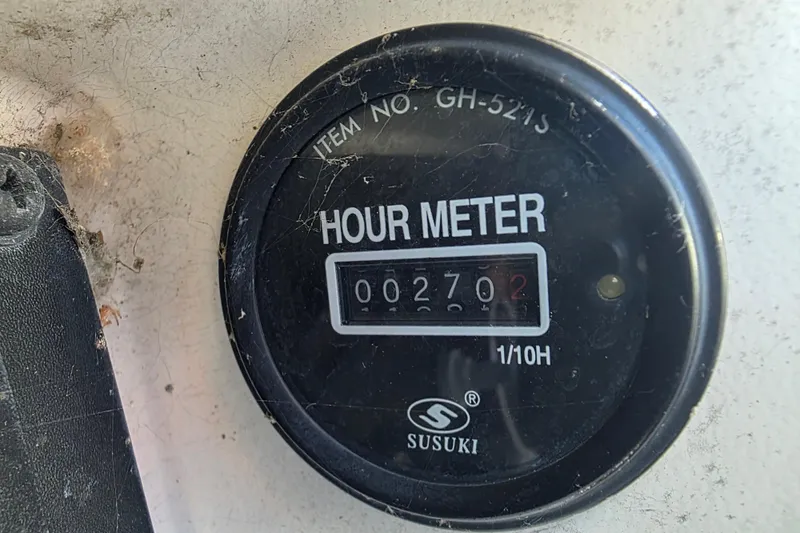 ITEM NO. GH-521S
HOUR METER
002702
1/10H
®
SUSUKI